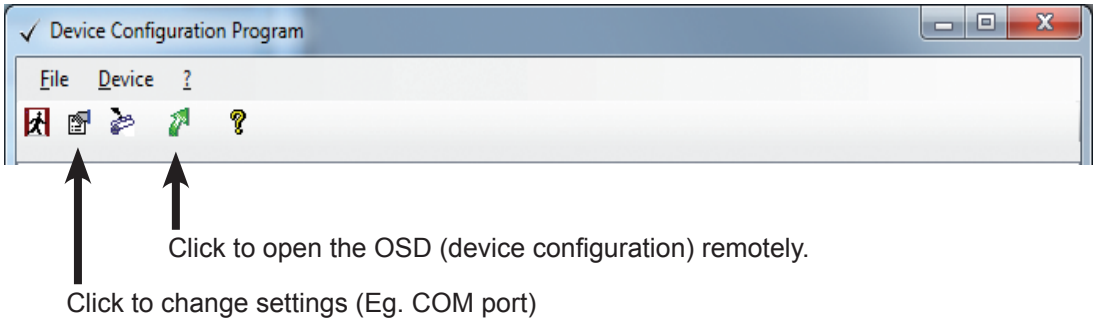 Device Configuration Program
File Device ?
Click to open the OSD (device configuration) remotely.
Click to change settings (Eg. COM port)